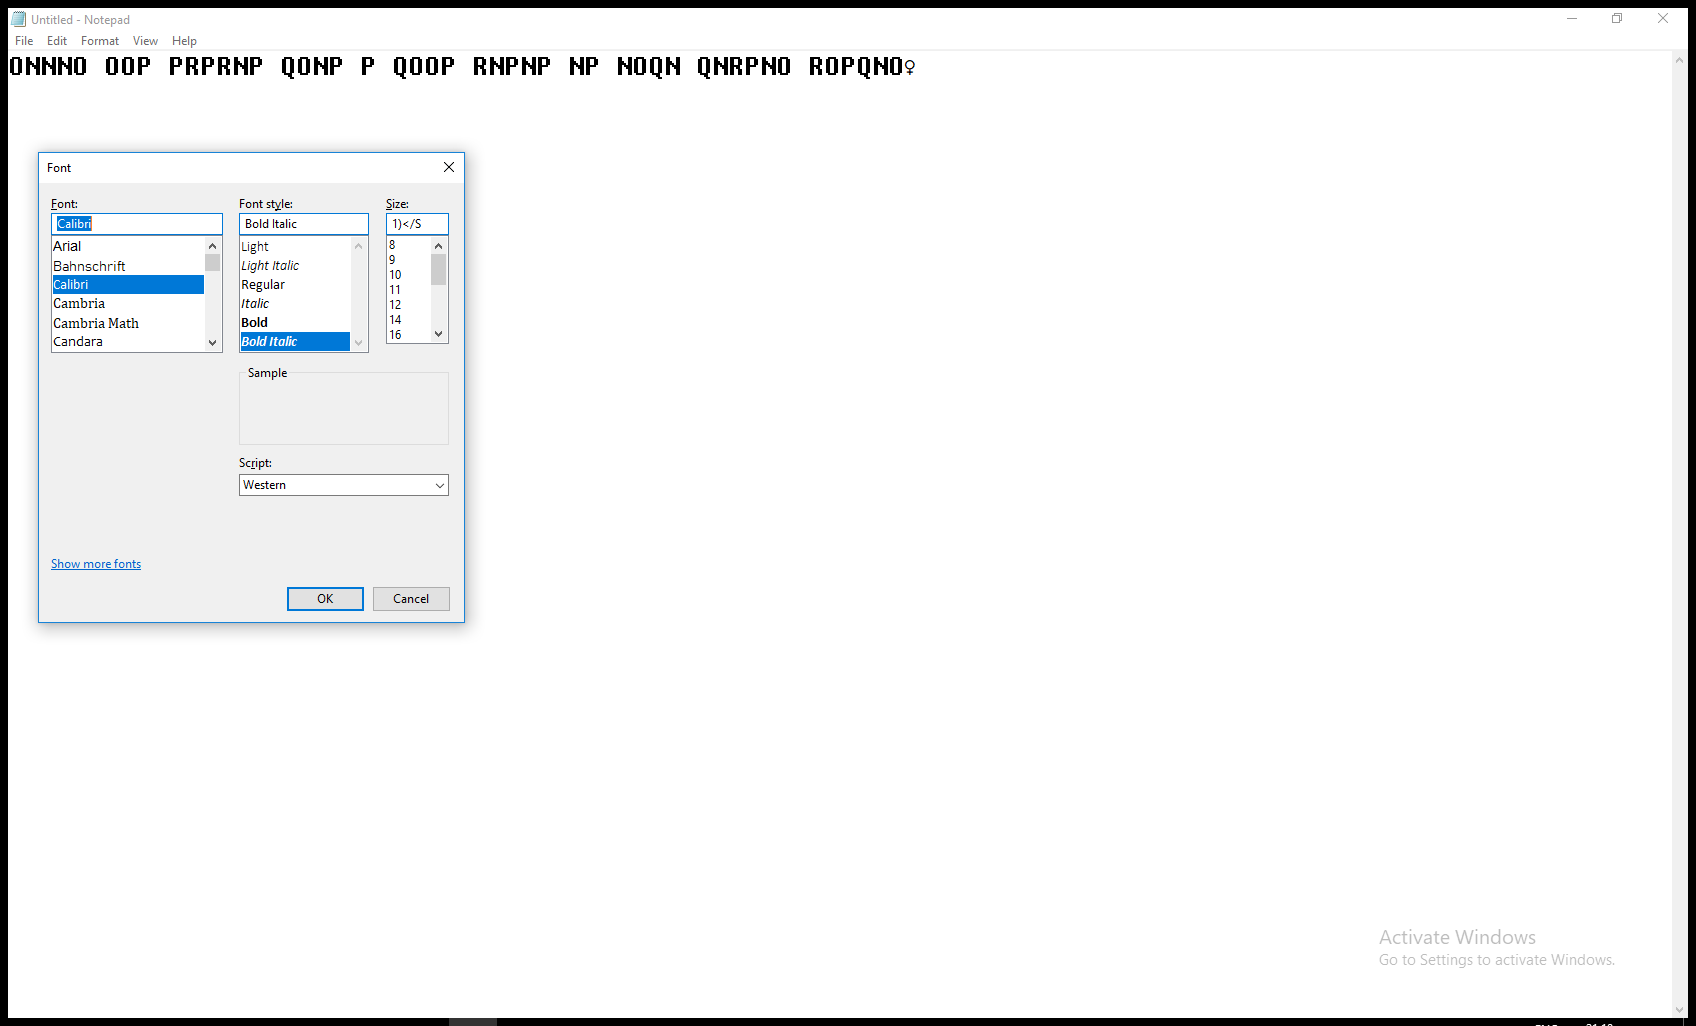 Untitled - Notepad
File Edit Format View Help
ONNNO OOP PRPRNP QONP P QOOP RNPNP NP NOQN QNRPNO ROPQNO♀
Font
Font: Font style: Size:
Calibri Bold Italic 1)</S
Arial
Bahnschrift
Calibri
Cambria
Cambria Math
Candara
Light
Light Italic
Regular
Italic
Bold
Bold Italic
8
9
10
11
12
14
16
Sample
Script:
Western
Show more fonts
OK Cancel
Activate Windows
Go to Settings to activate Windows.